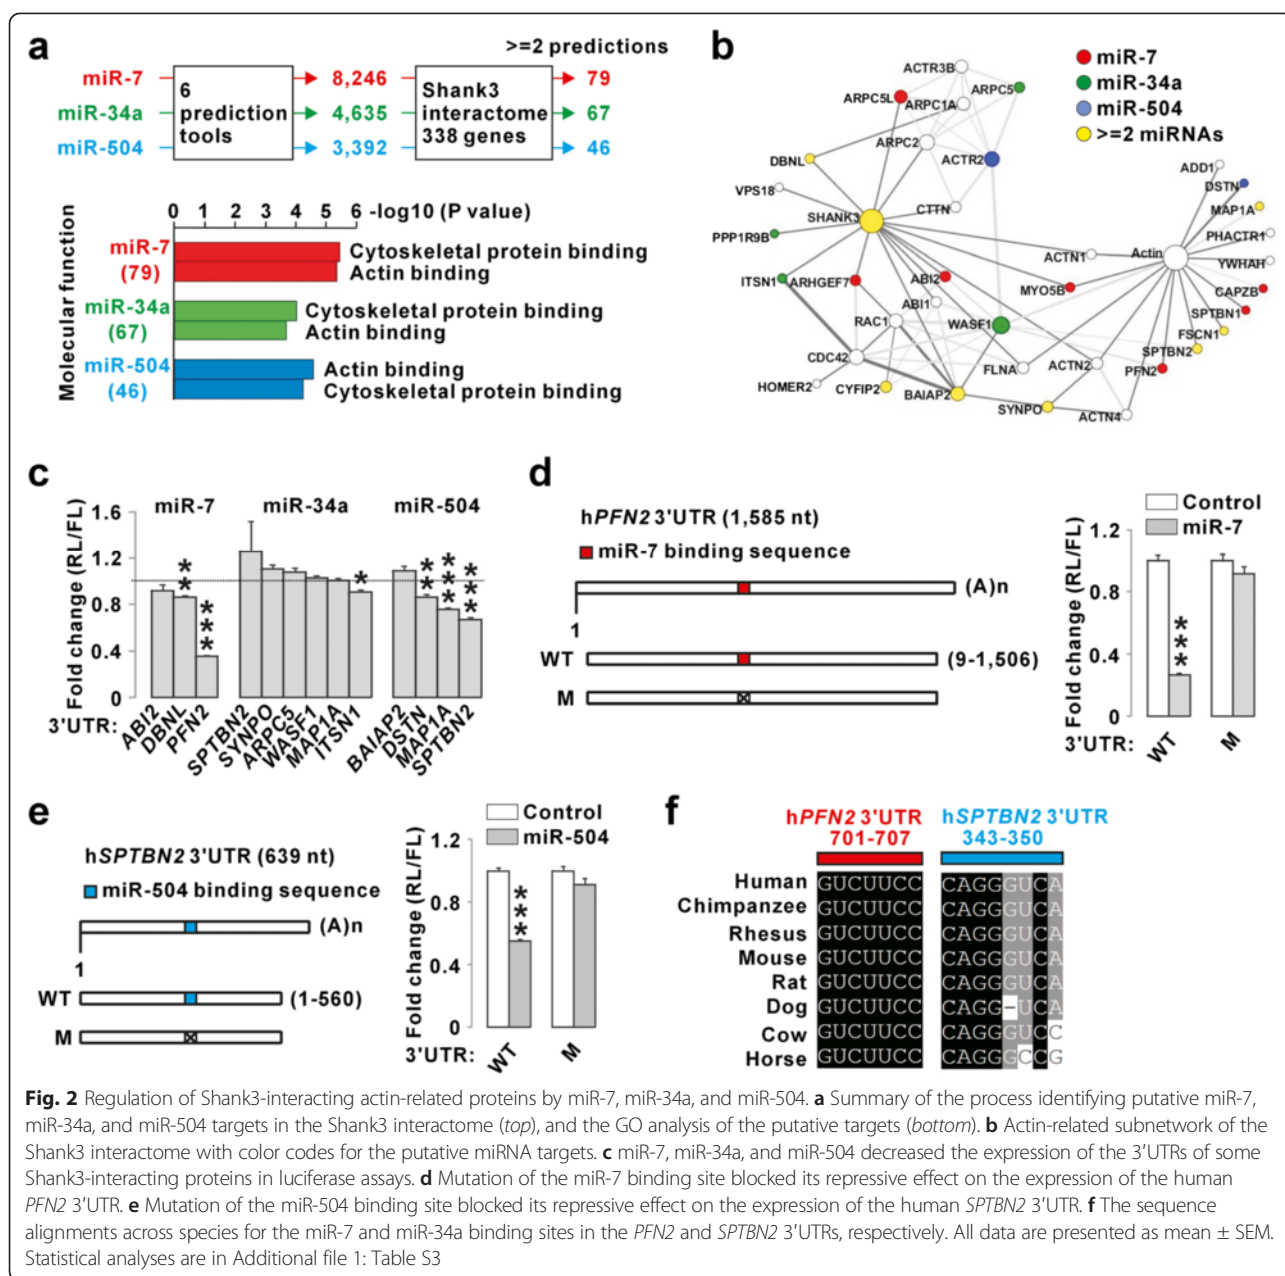 a
>=2 predictions
miR-7
8,246
79
miR-34a
4,635
67
miR-504
3,392
46
6
prediction
tools
Shank3
interactome
338 genes
0 1 2 3 4 5 6 -log10 (P value)
Molecular function
miR-7
(79)
Cytoskeletal protein binding
Actin binding
miR-34a
(67)
Cytoskeletal protein binding
Actin binding
miR-504
(46)
Actin binding
Cytoskeletal protein binding
b
miR-7
miR-34a
miR-504
>=2 miRNAs
ACTR3B
ARPC5
ARPC5L
ARPC1A
ARPC2
ACTR2
DBNL
VPS18
SHANK3
CTTN
PPP1R9B
ITSN1
ARHGEF7
ABI2
ABI1
RAC1
WASF1
CDC42
HOMER2
CYFIP2
BAIAP2
FLNA
SYNPO
ACTN2
ACTN4
ACTN1
MYO5B
Actin
ADD1
DSTN
MAP1A
PHACTR1
YWHAH
CAPZB
SPTBN1
FSCN1
SPTBN2
PFN2
c
miR-7 miR-34a miR-504
Fold change (RL/FL)
1.6
1.2
0.8
0.4
0
**
***
*
**
***
***
3'UTR:
ABI2
DBNL
PFN2
SPTBN2
SYNPO
ARPC5
WASF1
MAP1A
ITSN1
BAIAP2
DSTN
MAP1A
SPTBN2
d
hPFN2 3'UTR (1,585 nt)
miR-7 binding sequence
(A)n
1
WT
(9-1,506)
M
Control
miR-7
Fold change (RL/FL)
1.2
0.8
0.4
0
***
3'UTR:
WT
M
e
hSPTBN2 3'UTR (639 nt)
miR-504 binding sequence
(A)n
1
WT
(1-560)
M
Control
miR-504
Fold change (RL/FL)
1.2
0.8
0.4
0
***
3'UTR:
WT
M
f
hPFN2 3'UTR
701-707
hSPTBN2 3'UTR
343-350
Human GUCUUCC CAGGGUCA
Chimpanzee GUCUUCC CAGGGUCA
Rhesus GUCUUCC CAGGGUCA
Mouse GUCUUCC CAGGGUCA
Rat GUCUUCC CAGGGUCA
Dog GUCUUCC CAGG-UCA
Cow GUCUUCC CAGGGUCC
Horse GUCUUCC CAGGGCCG
Fig. 2 Regulation of Shank3-interacting actin-related proteins by miR-7, miR-34a, and miR-504. a Summary of the process identifying putative miR-7,
miR-34a, and miR-504 targets in the Shank3 interactome (top), and the GO analysis of the putative targets (bottom). b Actin-related subnetwork of the
Shank3 interactome with color codes for the putative miRNA targets. c miR-7, miR-34a, and miR-504 decreased the expression of the 3′UTRs of some
Shank3-interacting proteins in luciferase assays. d Mutation of the miR-7 binding site blocked its repressive effect on the expression of the human
PFN2 3′UTR. e Mutation of the miR-504 binding site blocked its repressive effect on the expression of the human SPTBN2 3′UTR. f The sequence
alignments across species for the miR-7 and miR-34a binding sites in the PFN2 and SPTBN2 3′UTRs, respectively. All data are presented as mean ± SEM.
Statistical analyses are in Additional file 1: Table S3